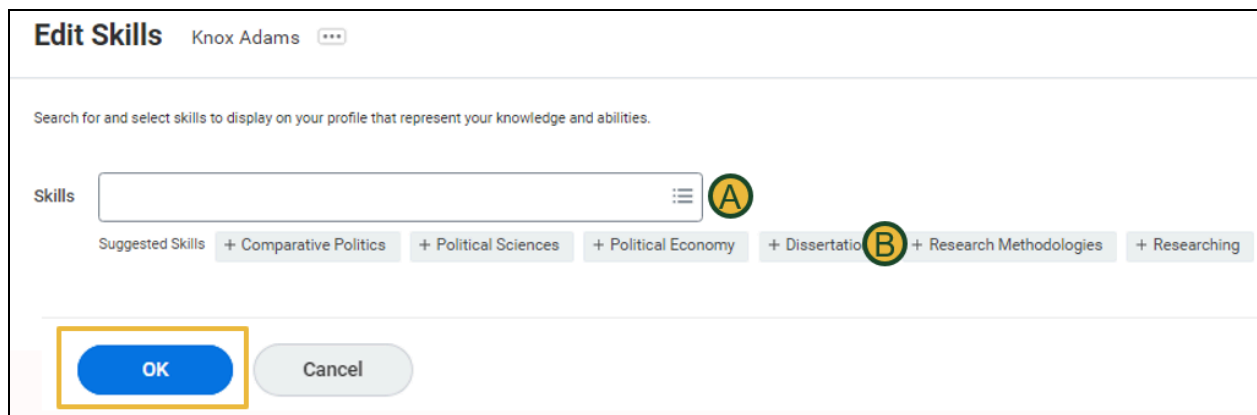 Edit Skills Knox Adams
Search for and select skills to display on your profile that represent your knowledge and abilities.
Skills A
Suggested Skills + Comparative Politics + Political Sciences + Political Economy + Dissertatio B + Research Methodologies + Researching
OK Cancel